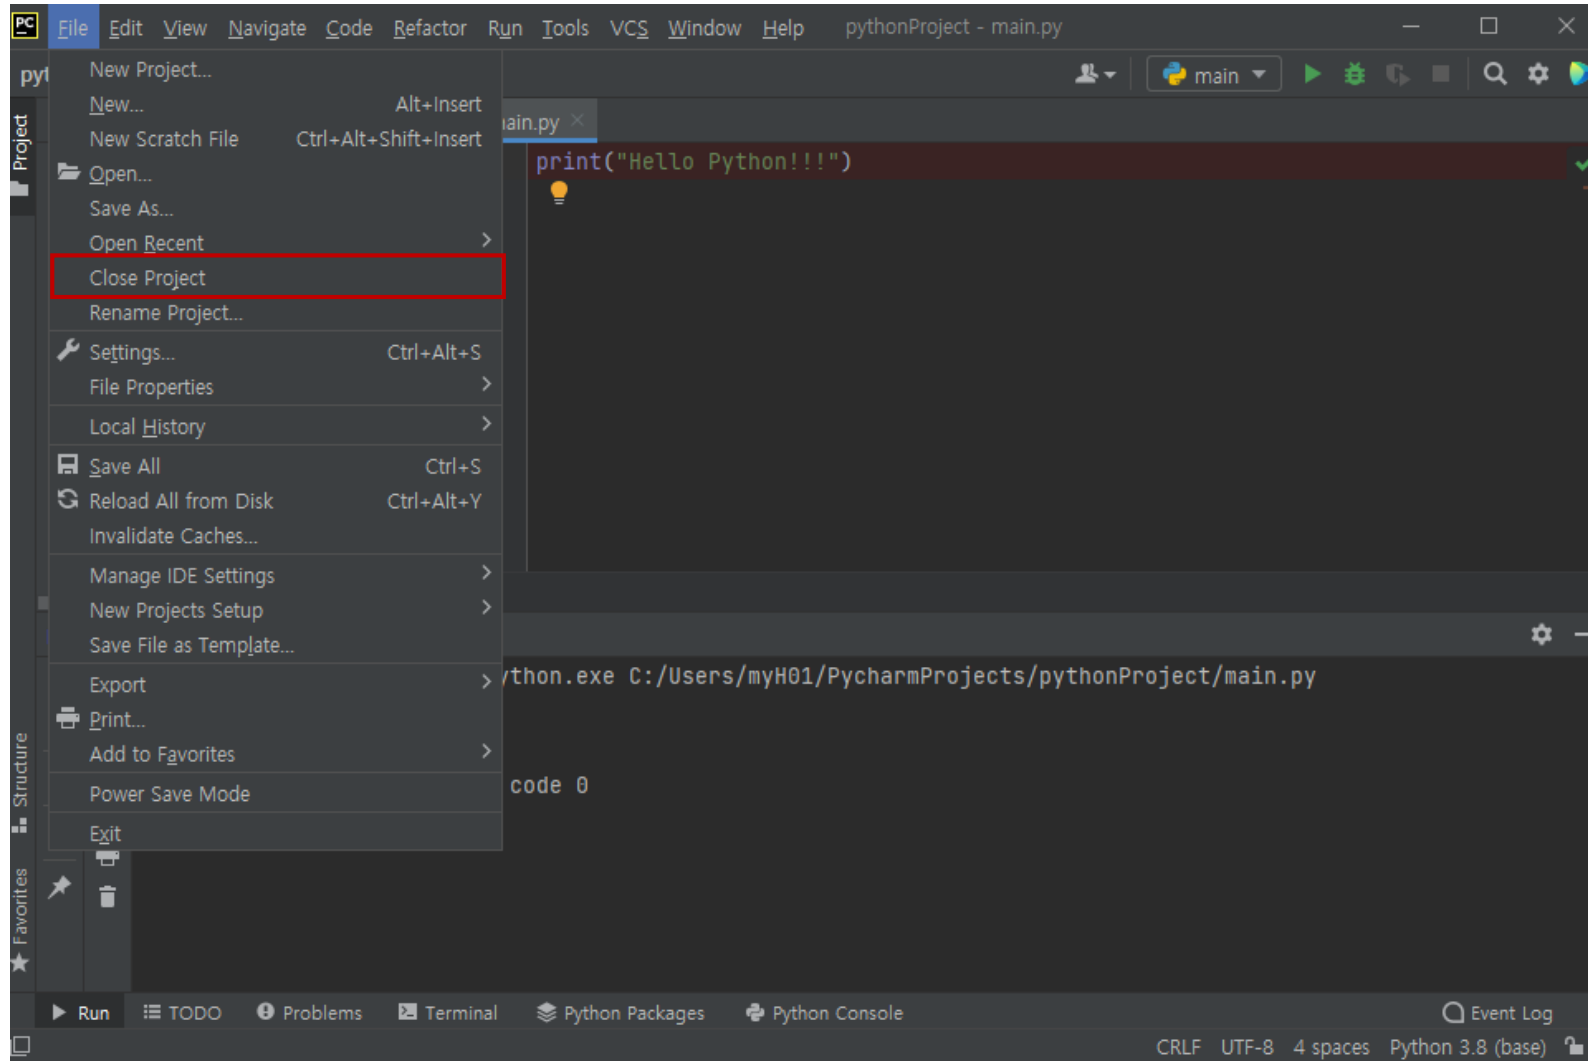 PC File Edit View Navigate Code Refactor Run Tools VCS Window Help pythonProject - main.py
pyt
main
New Project...
New... Alt+Insert
New Scratch File Ctrl+Alt+Shift+Insert
Open...
Save As...
Open Recent
Close Project
Rename Project...
Settings... Ctrl+Alt+S
File Properties
Local History
Save All Ctrl+S
Reload All from Disk Ctrl+Alt+Y
Invalidate Caches...
Manage IDE Settings
New Projects Setup
Save File as Template...
Export
Print...
Add to Favorites
Power Save Mode
Exit
Project
Structure
Favorites
ain.py
print("Hello Python!!!")
ython.exe C:/Users/myH01/PycharmProjects/pythonProject/main.py
code 0
Run TODO Problems Terminal Python Packages Python Console Event Log
CRLF UTF-8 4 spaces Python 3.8 (base)